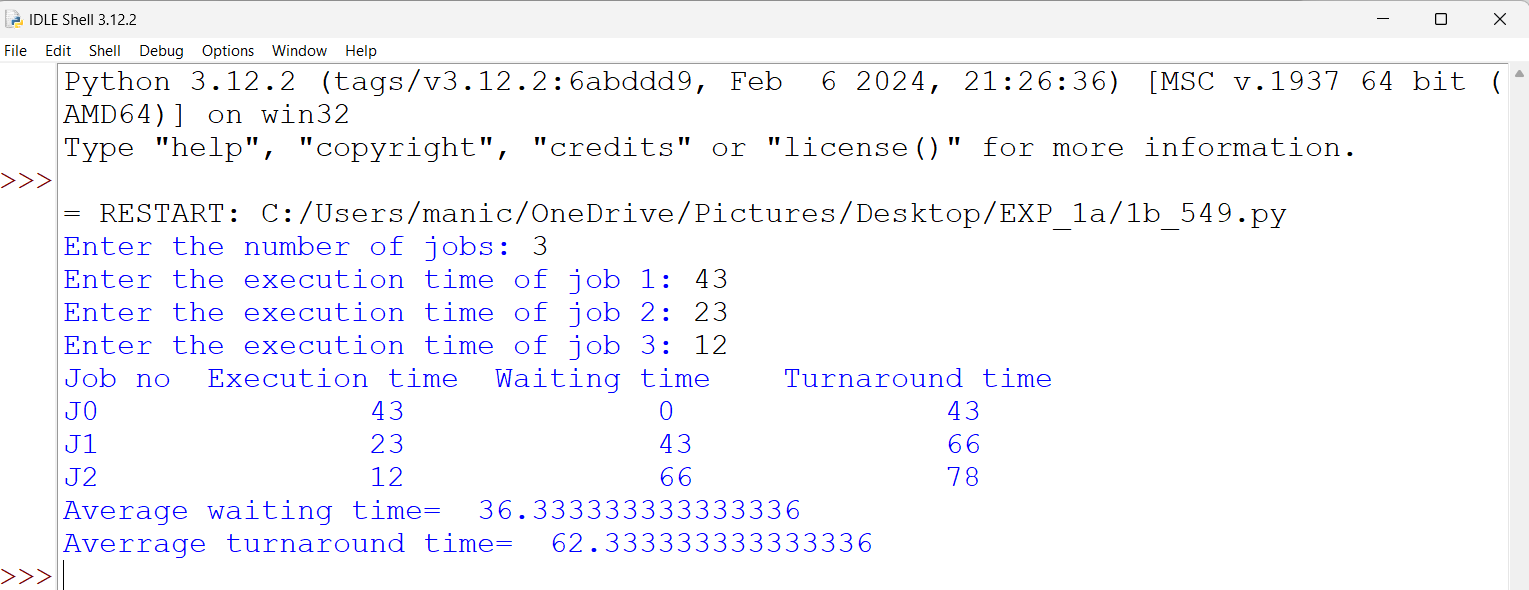 IDLE Shell 3.12.2
File Edit Shell Debug Options Window Help
Python 3.12.2 (tags/v3.12.2:6abddd9, Feb  6 2024, 21:26:36) [MSC v.1937 64 bit (
AMD64)] on win32
Type "help", "copyright", "credits" or "license()" for more information.
>>>
= RESTART: C:/Users/manic/OneDrive/Pictures/Desktop/EXP_1a/1b_549.py
Enter the number of jobs: 3
Enter the execution time of job 1: 43
Enter the execution time of job 2: 23
Enter the execution time of job 3: 12
Job no  Execution time  Waiting time    Turnaround time
J0               43              0               43
J1               23              43              66
J2               12              66              78
Average waiting time=  36.333333333333336
Averrage turnaround time=  62.333333333333336
>>>